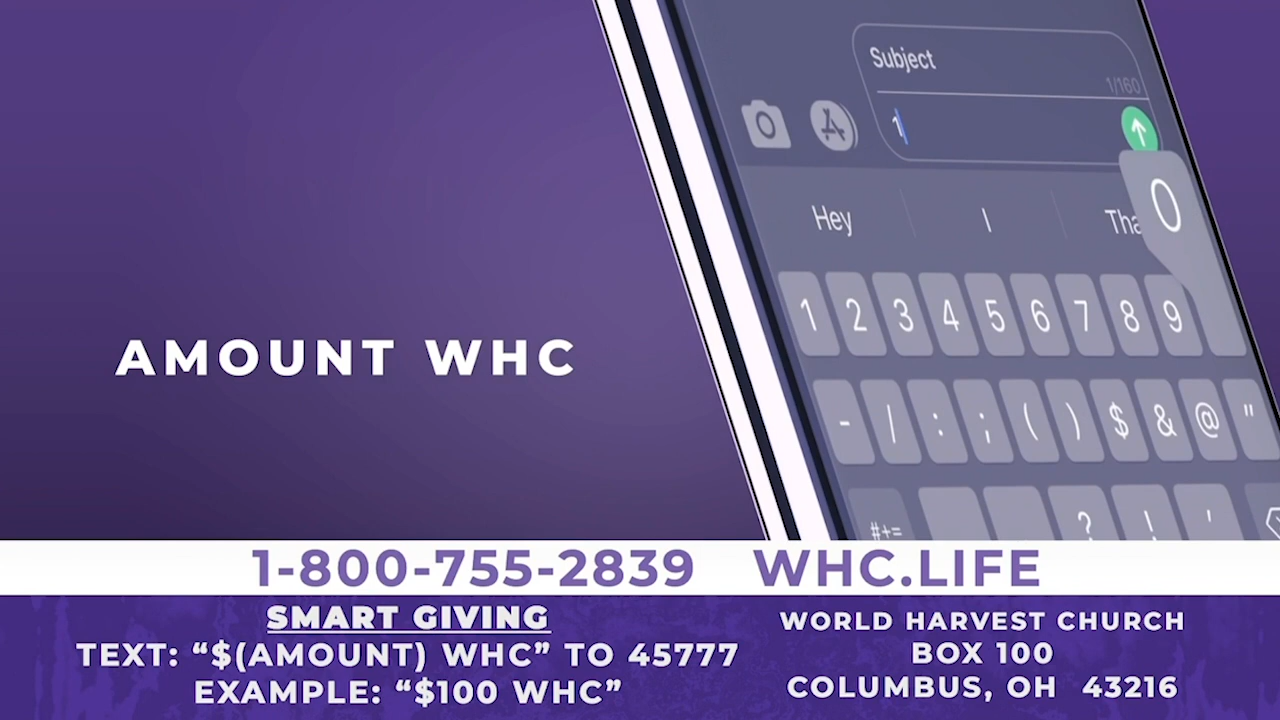 Subject
1/160
1
Hey I Tha
0
1 2 3 4 5 6 7 8 9
- / : ; ( ) $ & @ "
#+= ? ! '
AMOUNT WHC
1-800-755-2839 WHC.LIFE
SMART GIVING
TEXT: “$(AMOUNT) WHC” TO 45777
EXAMPLE: “$100 WHC”
WORLD HARVEST CHURCH
BOX 100
COLUMBUS, OH 43216